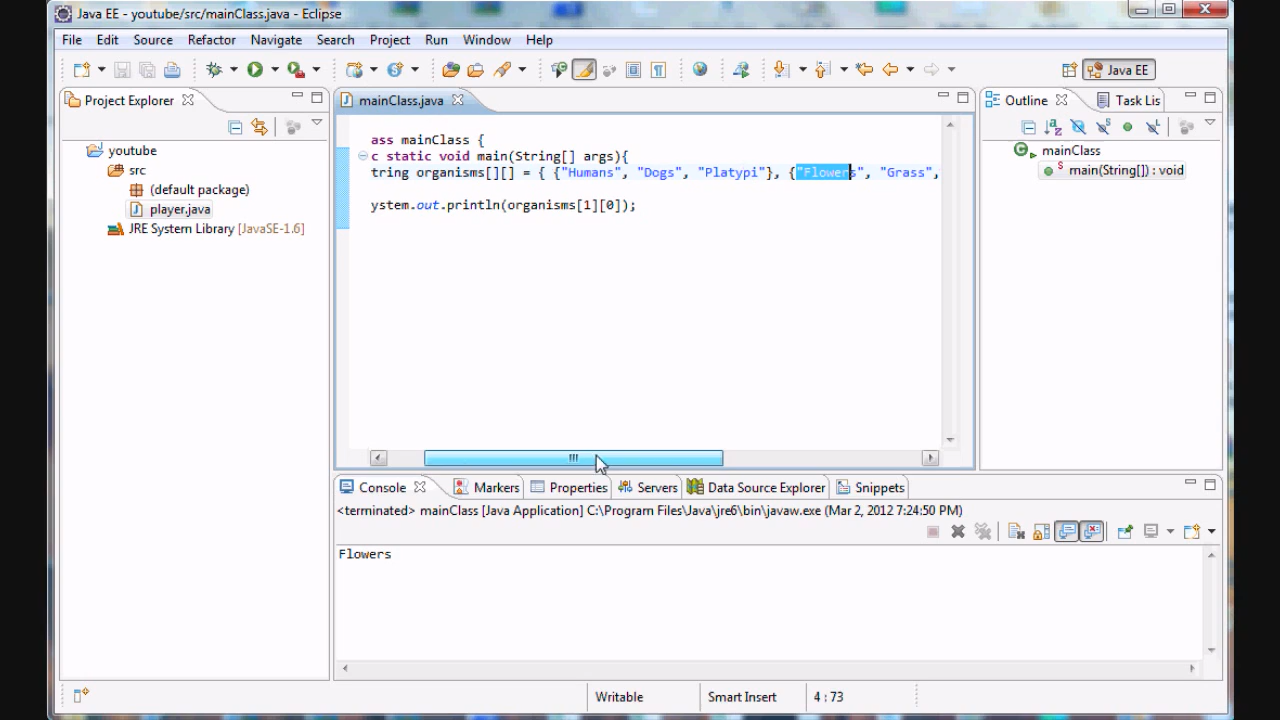 Java EE - youtube/src/mainClass.java - Eclipse
File Edit Source Refactor Navigate Search Project Run Window Help
Java EE
Project Explorer
youtube
src
(default package)
player.java
JRE System Library [JavaSE-1.6]
mainClass.java
ass mainClass {
c static void main(String[] args){
tring organisms[][] = { {"Humans", "Dogs", "Platypi"}, {"Flowers", "Grass",
ystem.out.println(organisms[1][0]);
Outline Task Lis
mainClass
main(String[]) : void
Console Markers Properties Servers Data Source Explorer Snippets
<terminated> mainClass [Java Application] C:\Program Files\Java\jre6\bin\javaw.exe (Mar 2, 2012 7:24:50 PM)
Flowers
Writable Smart Insert 4 : 73